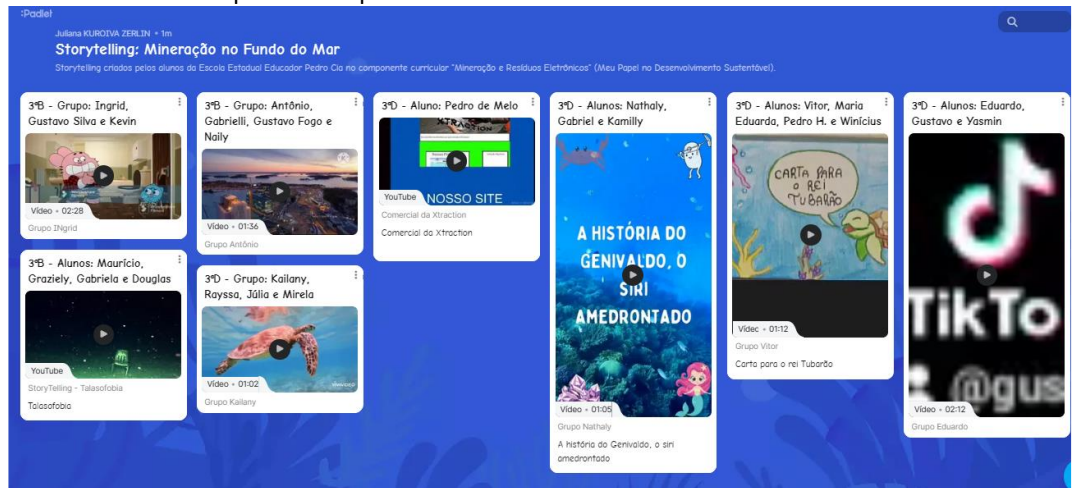 :Padlet
Juliana KUROIVA ZERLIN • 1m
Storytelling: Mineração no Fundo do Mar
Storytelling criados pelos alunos da Escola Estadual Educador Pedro Cia no componente curricular "Mineração e Resíduos Eletrônicos" (Meu Papel no Desenvolvimento Sustentável).
3ºB - Grupo: Ingrid,
Gustavo Silva e Kevin
Vídeo • 02:28
Grupo INgrid
3ºB - Alunos: Maurício,
Graziely, Gabriela e Douglas
YouTube
StoryTelling - Talasofobia
Talasofobia
3ºB - Grupo: Antônio,
Gabrielli, Gustavo Fogo e
Naily
Vídeo • 01:36
Grupo Antônio
3ºD - Grupo: Kailany,
Rayssa, Júlia e Mirela
Vídeo • 01:02
Grupo Kailany
3ºD - Aluno: Pedro de Melo
XTRACTION
YouTube
NOSSO SITE
Comercial da Xtraction
Comercial da Xtraction
3ºD - Alunos: Nathaly,
Gabriel e Kamilly
A HISTÓRIA DO
GENIVALDO, O
SIRI
AMEDRONTADO
Vídeo • 01:05
Grupo Nathaly
A história do Genivaldo, o siri
amedrontado
3ºD - Alunos: Vitor, Maria
Eduarda, Pedro H. e Winícius
CARTA PARA
O REI
TUBARÃO
Vídeo • 01:12
Grupo Vitor
Carta para o rei Tubarão
3ºD - Alunos: Eduardo,
Gustavo e Yasmin
TikTo
@gus
Vídeo • 02:12
Grupo Eduardo